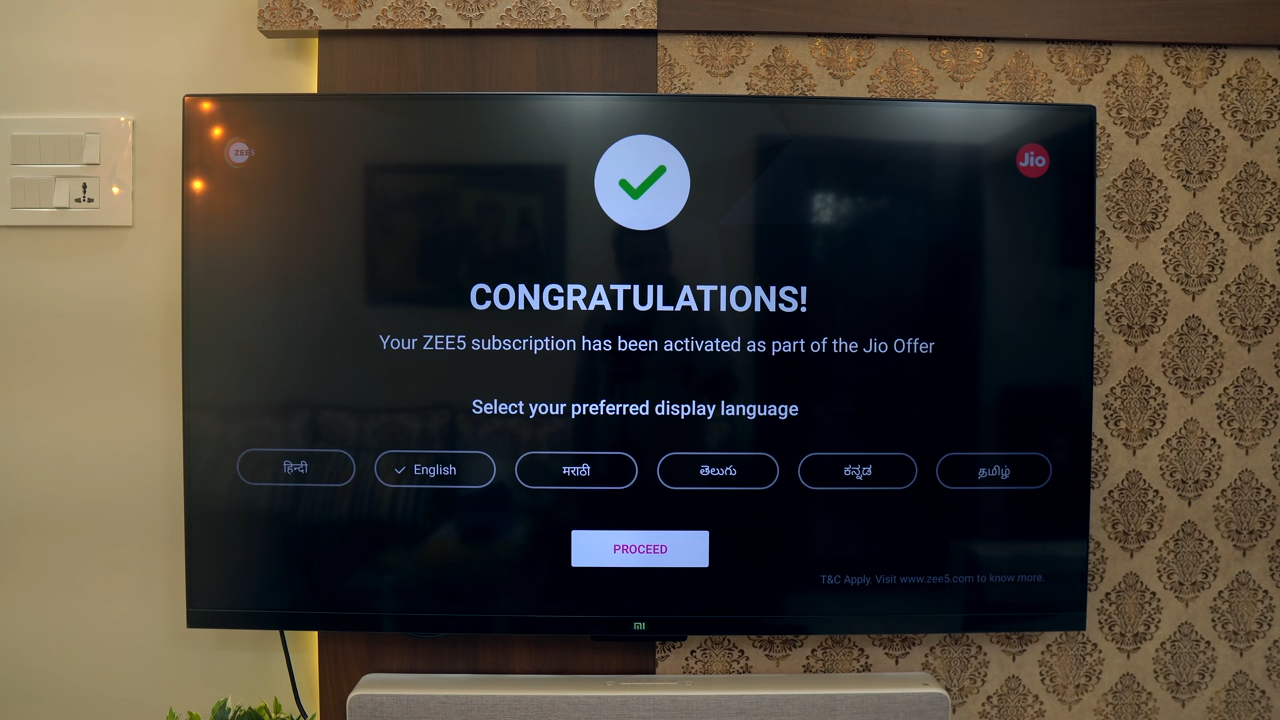 ZEE5
Jio
CONGRATULATIONS!
Your ZEE5 subscription has been activated as part of the Jio Offer
Select your preferred display language
हिन्दी
English
मराठी
తెలుగు
ಕನ್ನಡ
தமிழ்
PROCEED
T&C Apply. Visit www.zee5.com to know more.
mi